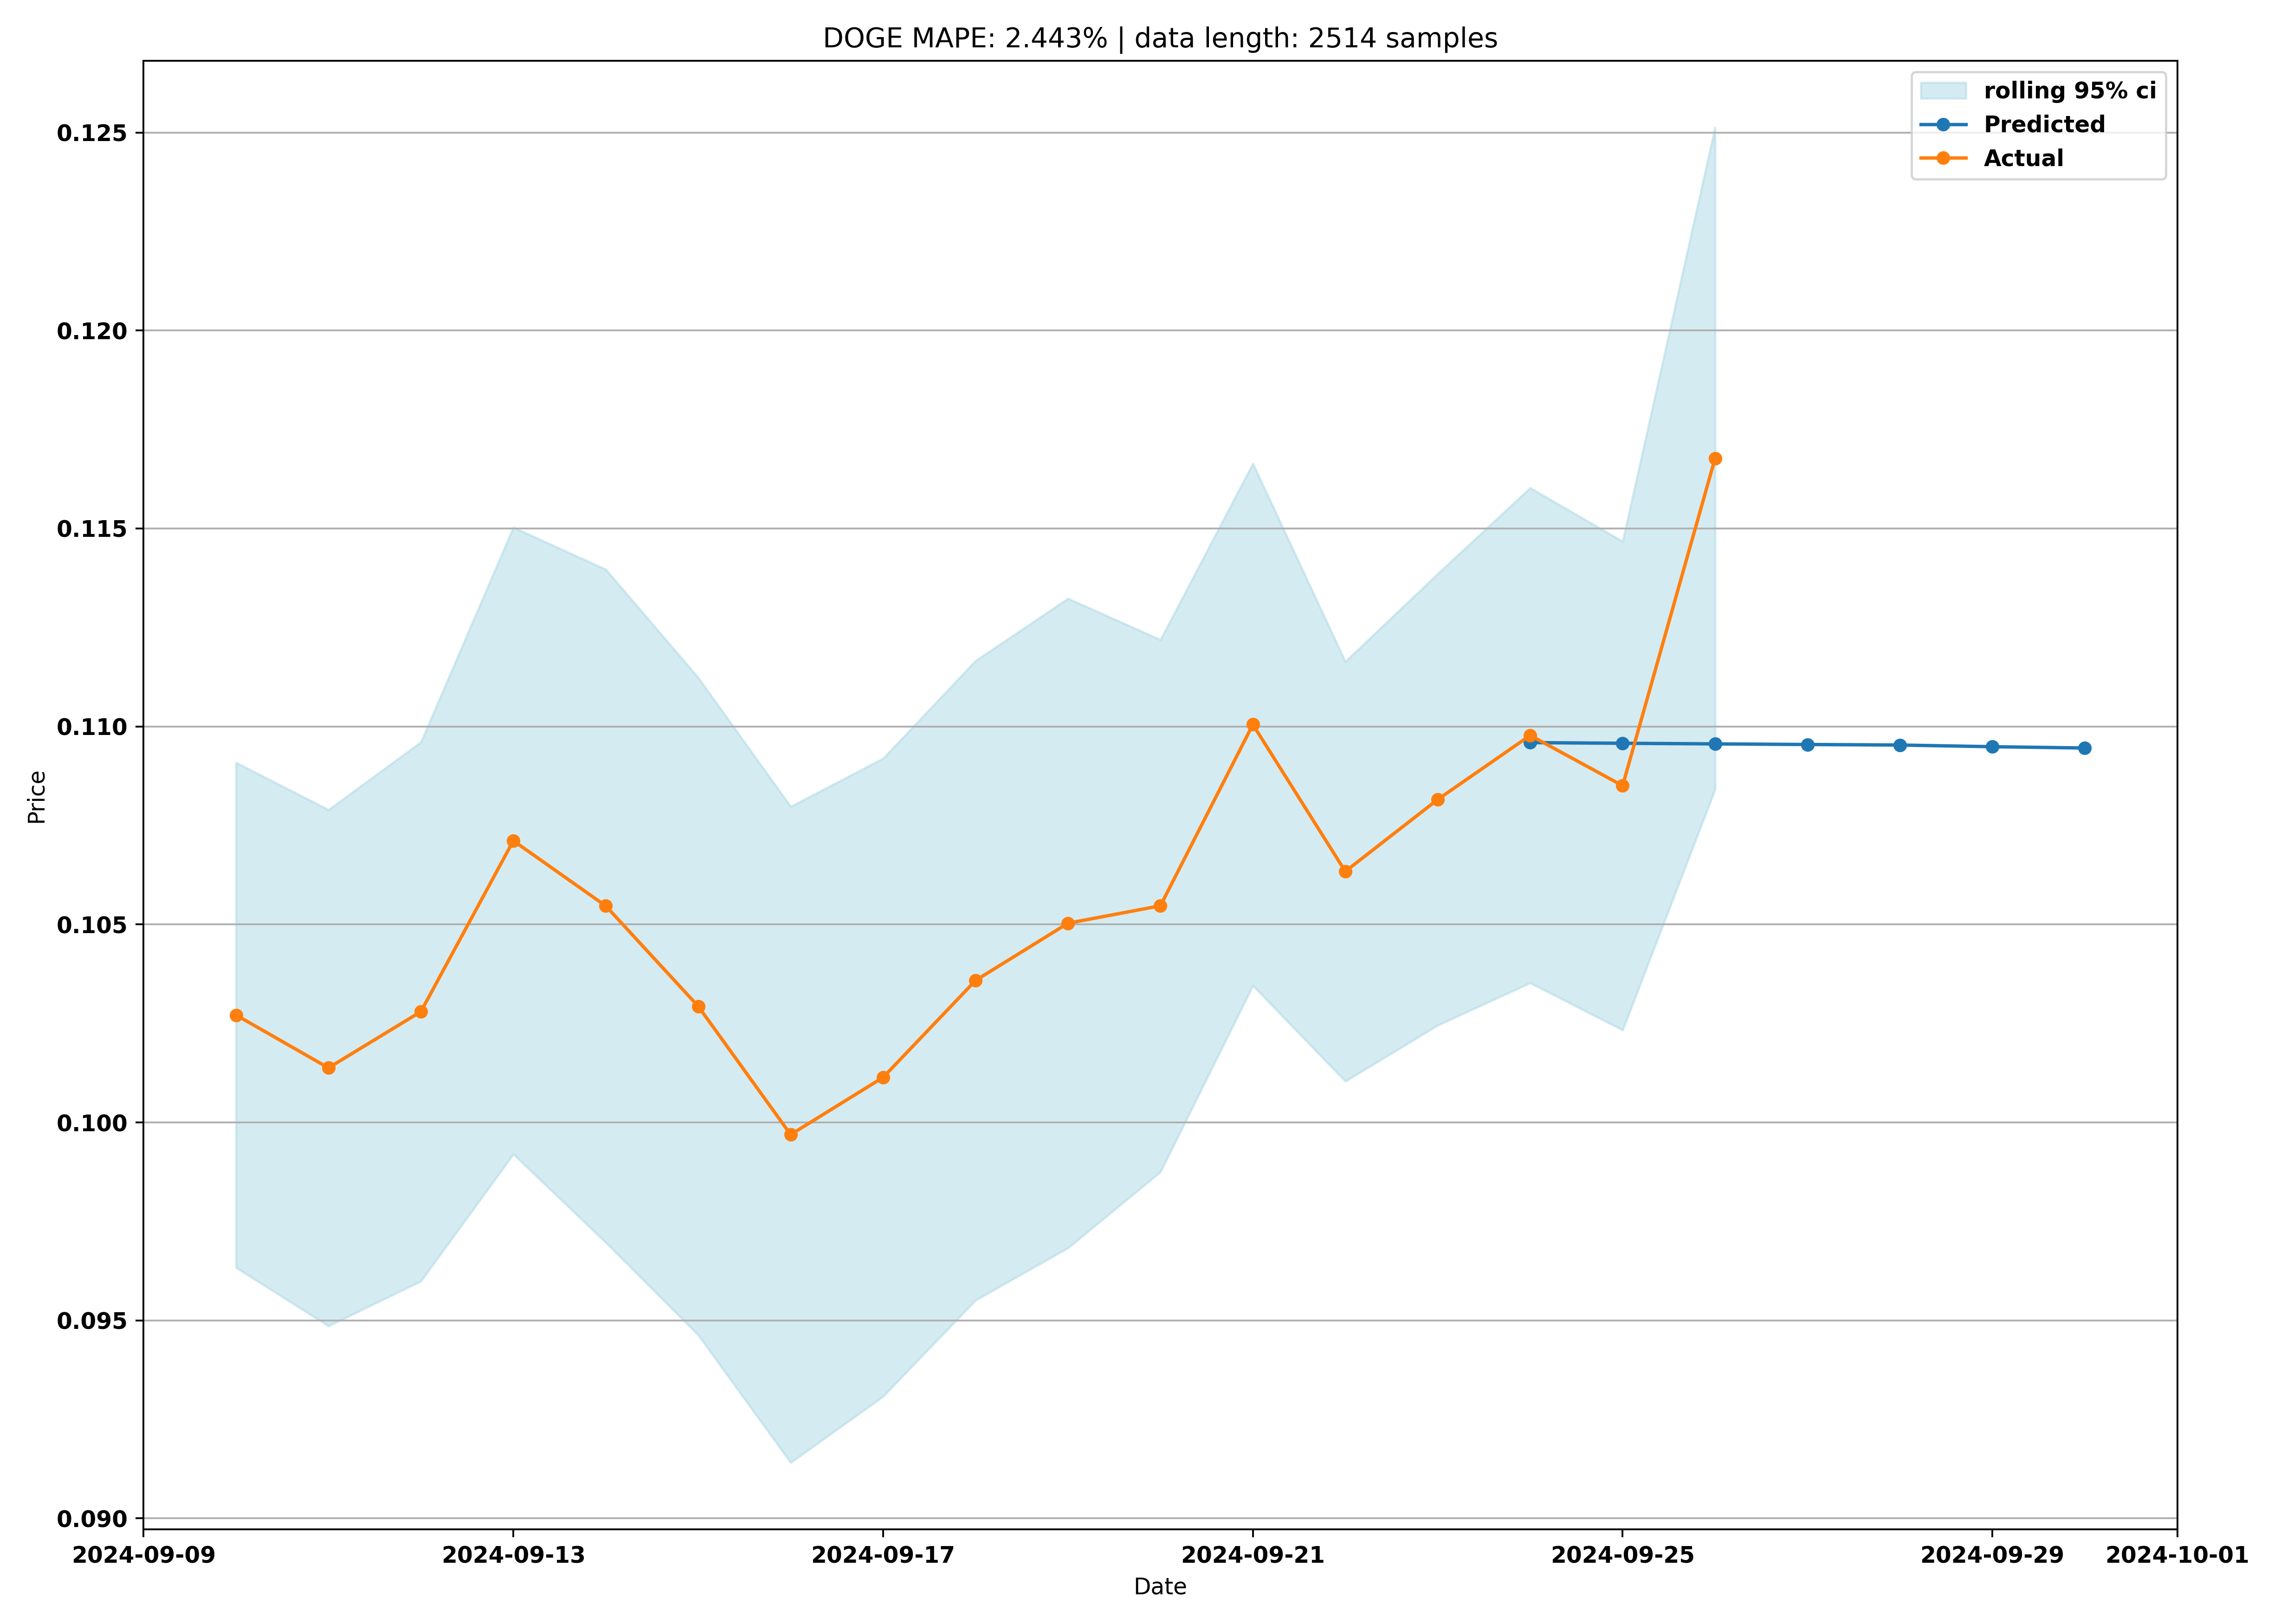 DOGE MAPE: 2.443% | data length: 2514 samples
rolling 95% ci
Predicted
Actual
0.125
0.120
0.115
0.110
0.105
0.100
0.095
0.090
Price
2024-09-09 2024-09-13 2024-09-17 2024-09-21 2024-09-25 2024-09-29 2024-10-01
Date